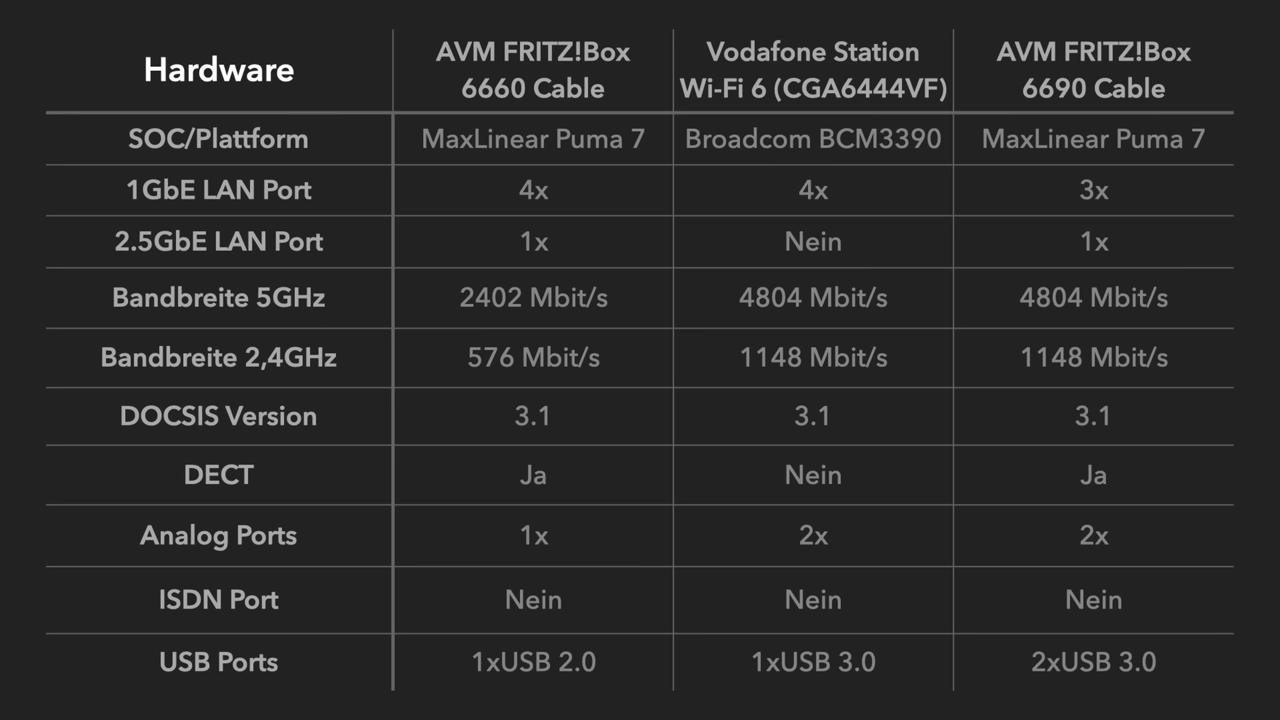 Hardware
AVM FRITZ!Box
6660 Cable
Vodafone Station
Wi-Fi 6 (CGA6444VF)
AVM FRITZ!Box
6690 Cable
SOC/Plattform MaxLinear Puma 7 Broadcom BCM3390 MaxLinear Puma 7
1GbE LAN Port 4x 4x 3x
2.5GbE LAN Port 1x Nein 1x
Bandbreite 5GHz 2402 Mbit/s 4804 Mbit/s 4804 Mbit/s
Bandbreite 2,4GHz 576 Mbit/s 1148 Mbit/s 1148 Mbit/s
DOCSIS Version 3.1 3.1 3.1
DECT Ja Nein Ja
Analog Ports 1x 2x 2x
ISDN Port Nein Nein Nein
USB Ports 1xUSB 2.0 1xUSB 3.0 2xUSB 3.0